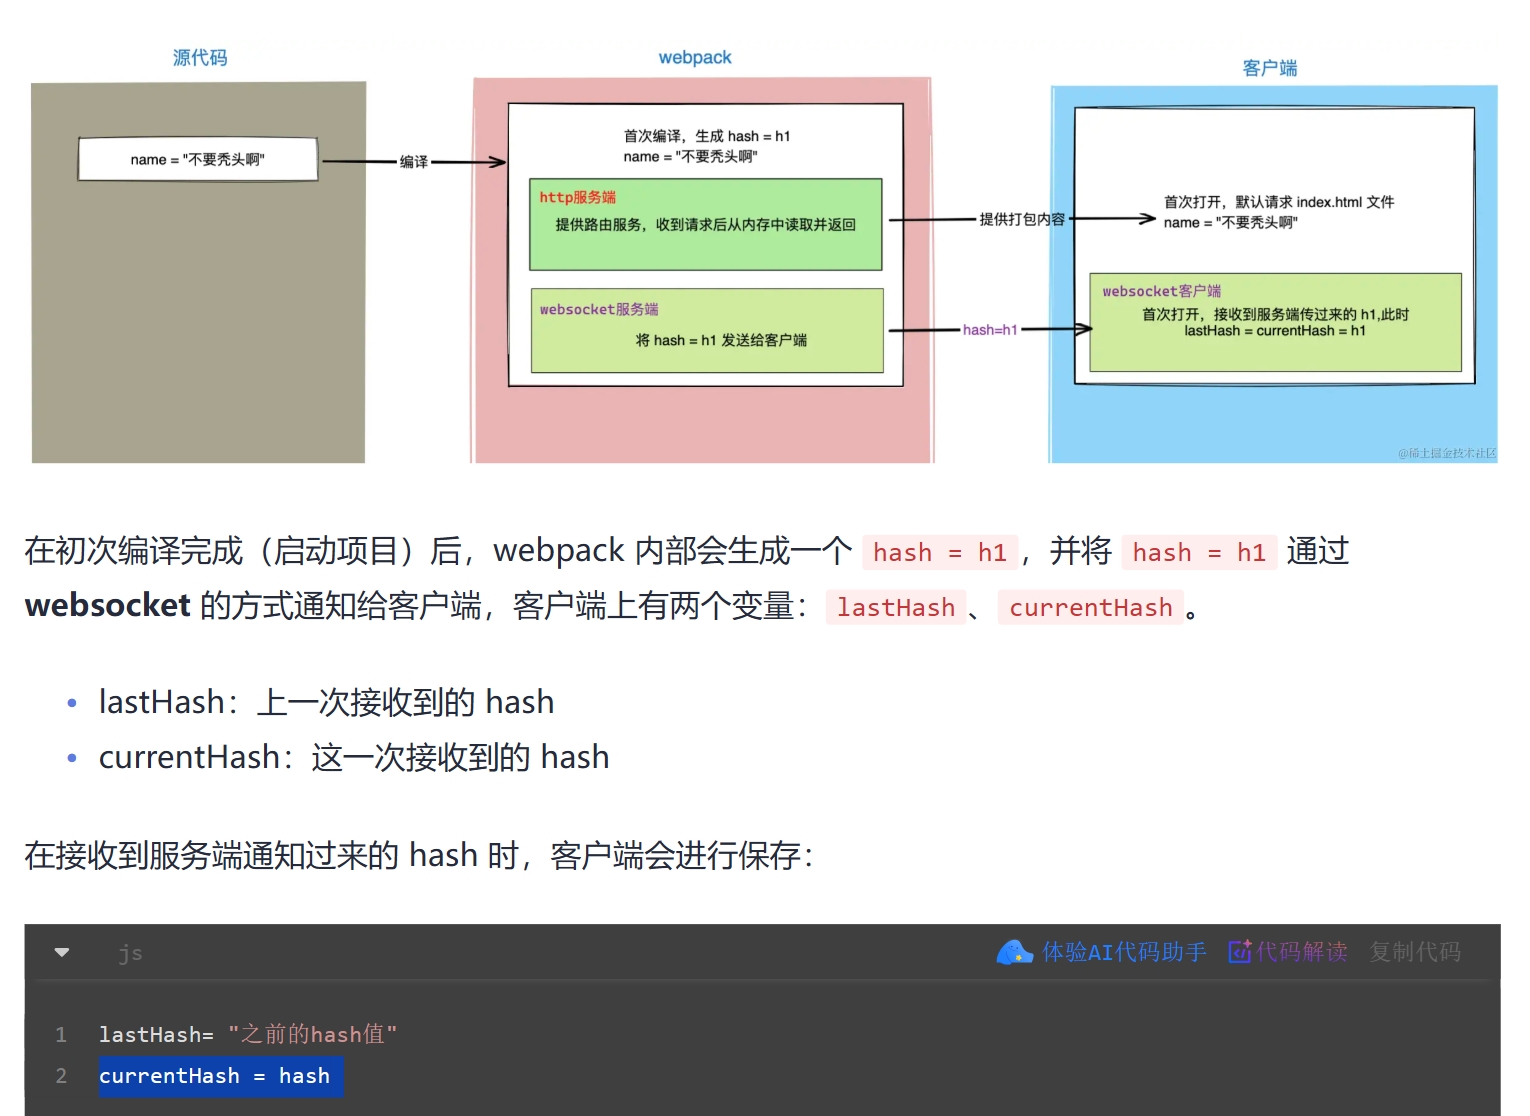 源代码
webpack
客户端
name = "不要秃头啊"
编译
首次编译，生成 hash = h1
name = "不要秃头啊"
http服务端
提供路由服务，收到请求后从内存中读取并返回
提供打包内容
首次打开，默认请求 index.html 文件
name = "不要秃头啊"
websocket服务端
将 hash = h1 发送给客户端
hash=h1
websocket客户端
首次打开，接收到服务端传过来的 h1,此时
lastHash = currentHash = h1
@稀土掘金技术社区
在初次编译完成（启动项目）后，webpack 内部会生成一个 hash = h1，并将 hash = h1 通过
websocket 的方式通知给客户端，客户端上有两个变量：lastHash、currentHash。
• lastHash：上一次接收到的 hash
• currentHash：这一次接收到的 hash
在接收到服务端通知过来的 hash 时，客户端会进行保存：
js 体验AI代码助手 代码解读 复制代码
1 lastHash= "之前的hash值"
2 currentHash = hash